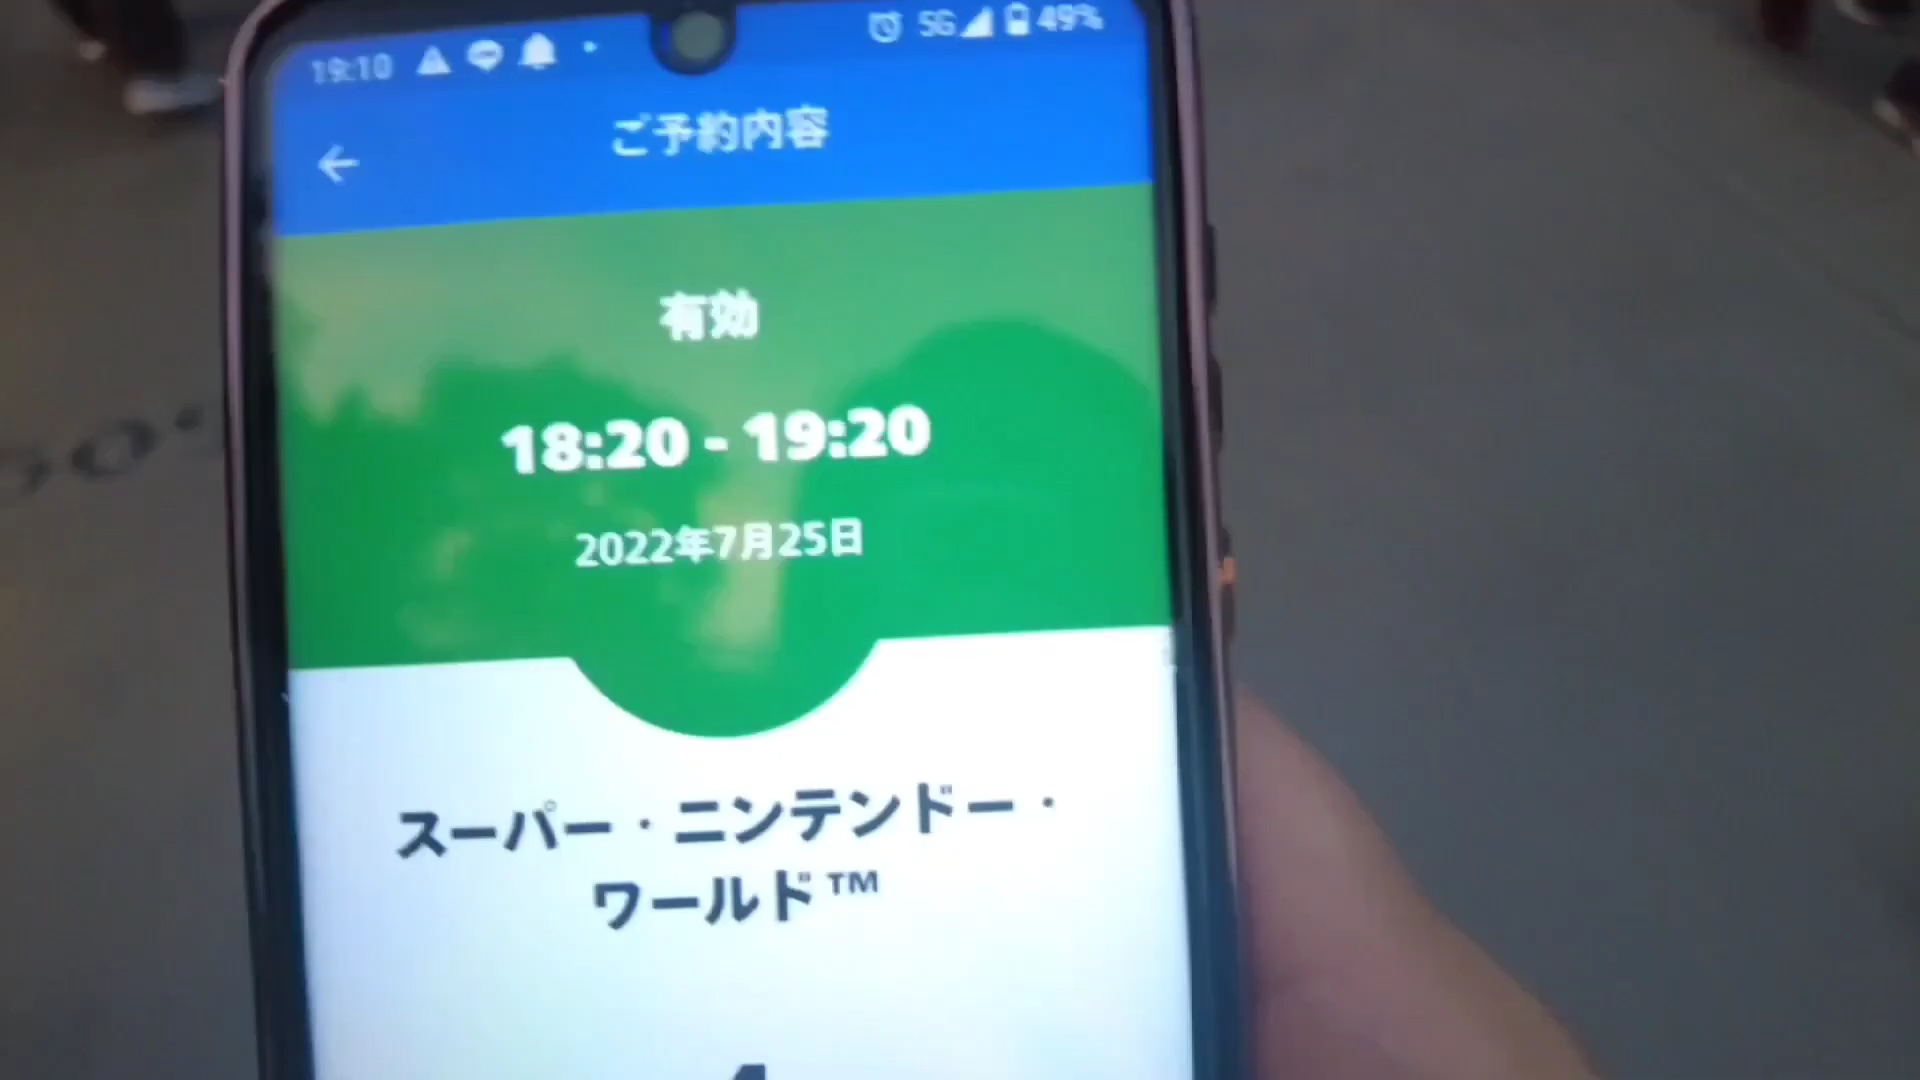 19:10
5G
49%
ご予約内容
有効
18:20 - 19:20
2022年7月25日
スーパー・ニンテンドー・
ワールド™